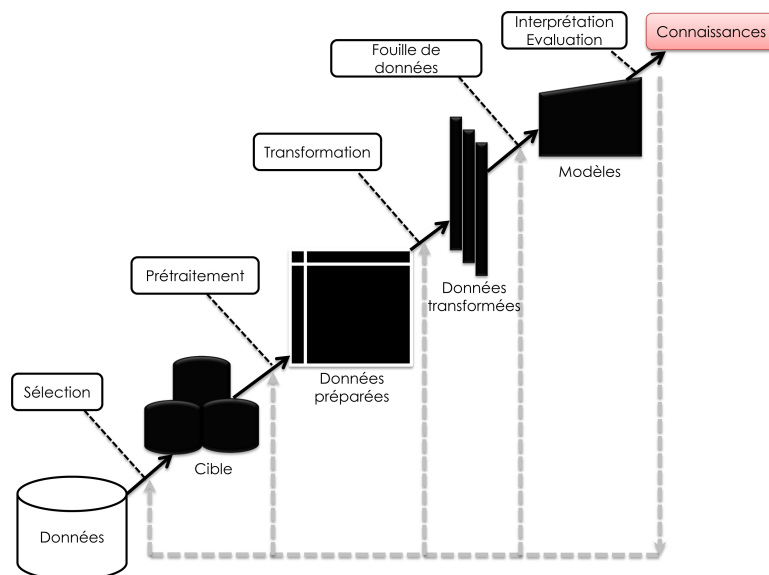 Interprétation
Evaluation
Connaissances
Fouille de
données
Transformation
Modèles
Prétraitement
Données
transformées
Sélection
Données
préparées
Cible
Données